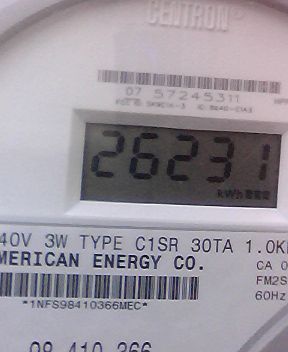 CENTRON
07 57245311
26231
kWh
40V 3W TYPE C1SR 30TA 1.0K
MERICAN ENERGY CO.
CA 0
FM2S
60Hz
*1NFS98410366MEC*
98 410 366